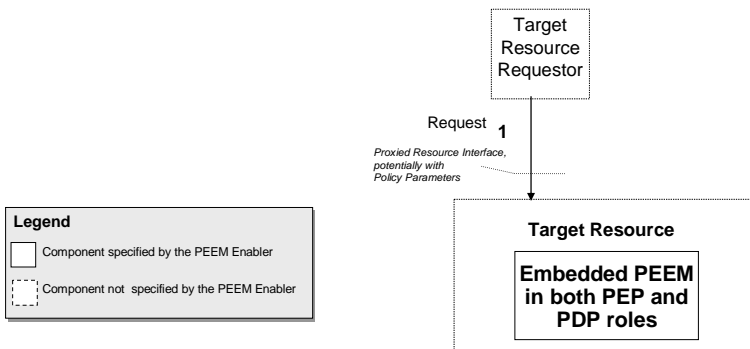 Target
Resource
Requestor
Request 1
Proxied Resource Interface,
potentially with
Policy Parameters
Legend
Component specified by the PEEM Enabler
Component not specified by the PEEM Enabler
Target Resource
Embedded PEEM
in both PEP and
PDP roles